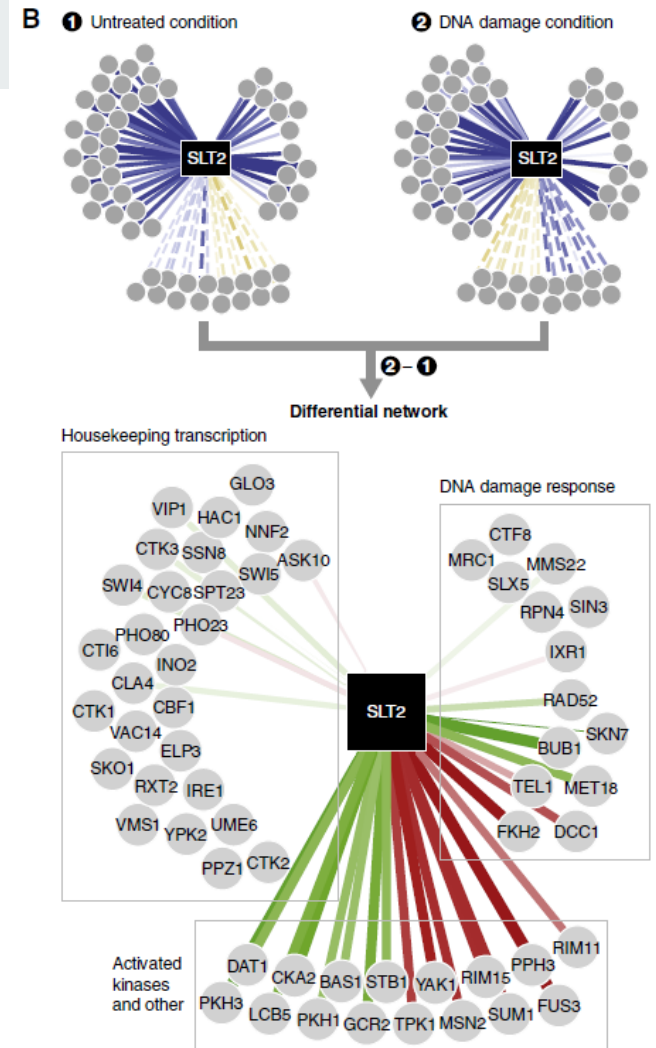 B
1 Untreated condition
2 DNA damage condition
SLT2
SLT2
2–1
Differential network
Housekeeping transcription
DNA damage response
GLO3
VIP1
HAC1
NNF2
CTK3
SSN8
ASK10
SWI5
SWI4
CYC8
SPT23
PHO23
PHO80
CTI6
INO2
CLA4
CTK1
CBF1
VAC14
ELP3
SKO1
RXT2
IRE1
VMS1
YPK2
UME6
PPZ1
CTK2
CTF8
MRC1
MMS22
SLX5
RPN4
SIN3
IXR1
RAD52
SKN7
BUB1
TEL1
MET18
FKH2
DCC1
SLT2
Activated
kinases
and other
DAT1
CKA2
BAS1
STB1
YAK1
RIM15
PPH3
RIM11
PKH3
LCB5
PKH1
GCR2
TPK1
MSN2
SUM1
FUS3